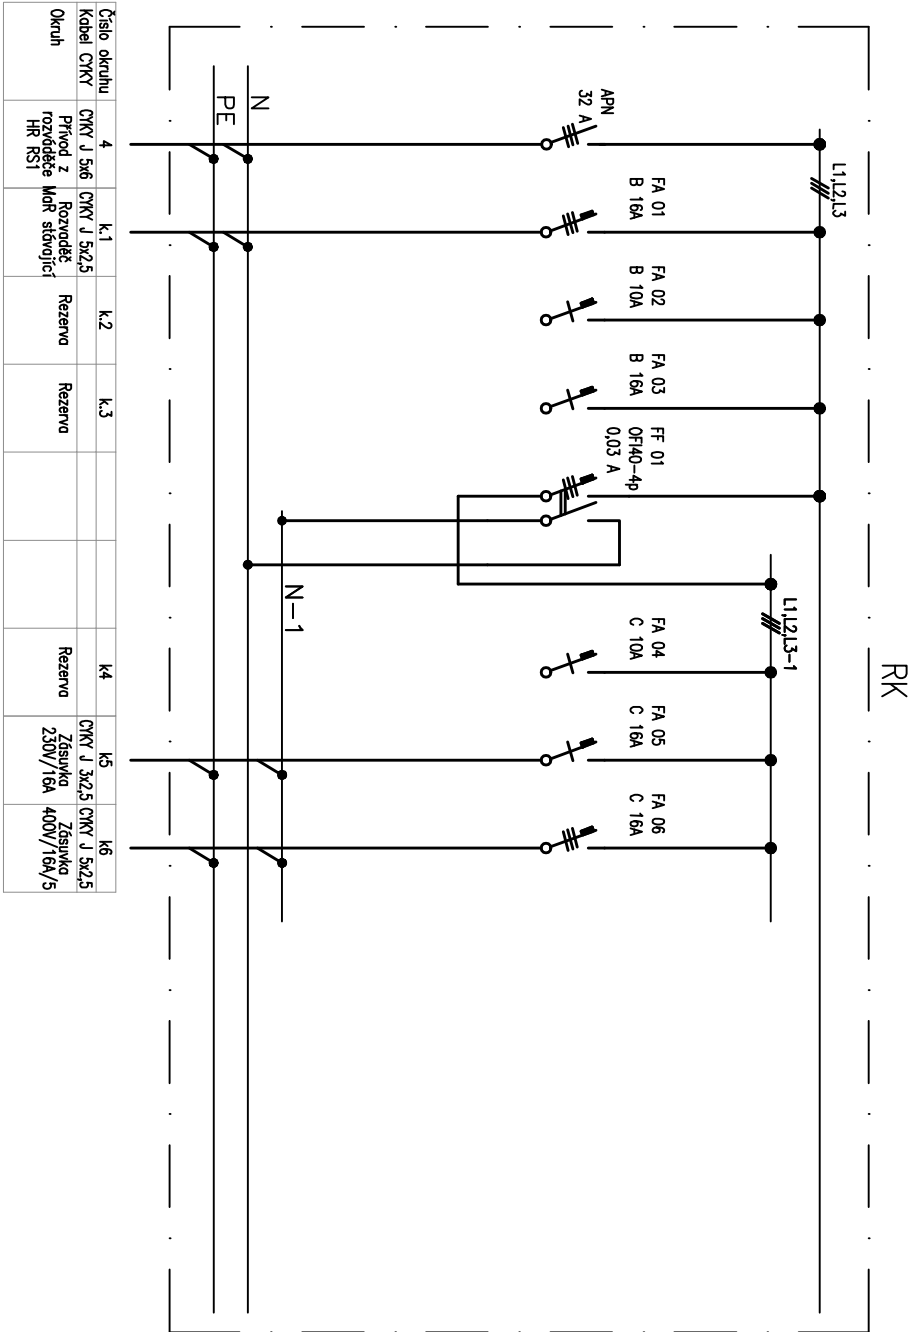 RK
L1,L2,L3
L1,L2,L3-1
APN
32 A
FA 01
B 16A
FA 02
B 10A
FA 03
B 16A
FF 01
OFI40-4p
0,03 A
FA 04
C 10A
FA 05
C 16A
FA 06
C 16A
N-1
N
PE
Číslo okruhu
4
k.1
k.2
k.3
k4
k5
k6
Kabel CYKY
CYKY J 5x6
CYKY J 5x2,5
CYKY J 3x2,5
CYKY J 5x2,5
Okruh
Přívod z
rozváděče
HR RS1
Rozvaděč
MaR stávající
Rezerva
Rezerva
Rezerva
Zásuvka
230V/16A
Zásuvka
400V/16A/5